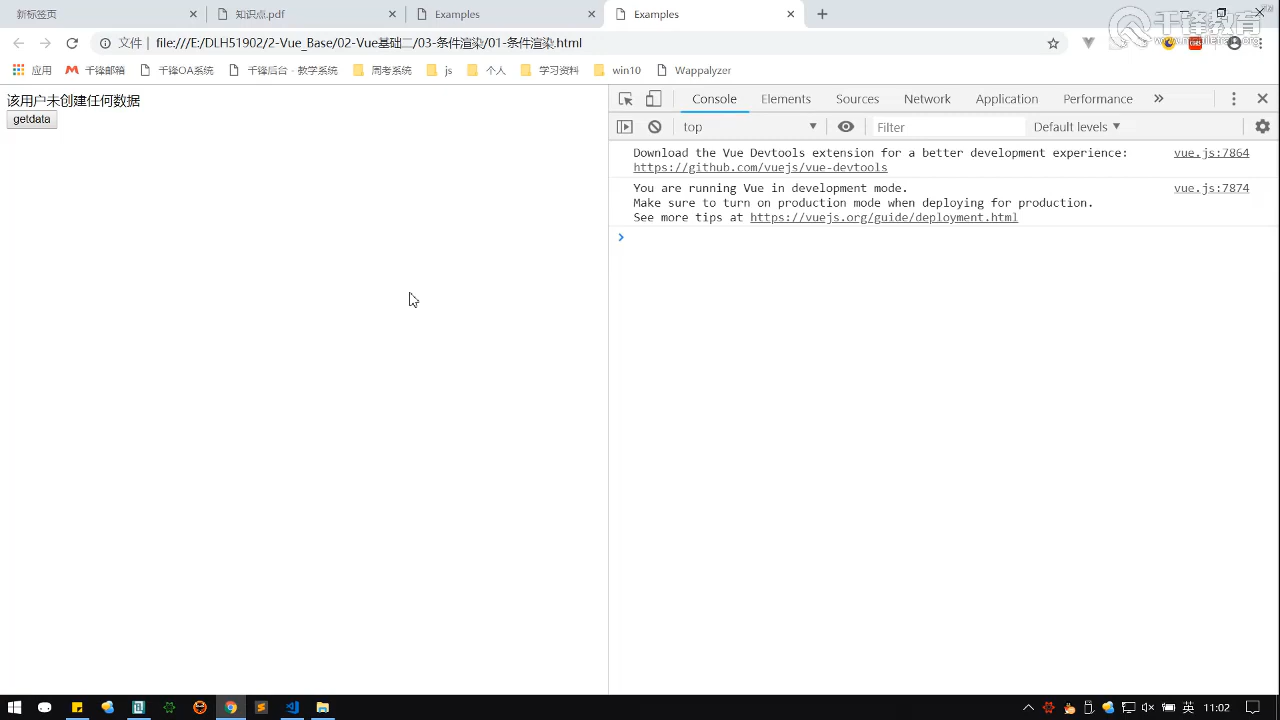 新标签页
知识点.pdf
Examples
Examples
文件 | file:///E:/DLH51902/2-Vue_Base/02-Vue基础二/03-条件渲染/
html
千锋教育
应用
千锋邮箱
千锋OA系统
千锋后台 - 教学系统
周考系统
js
个人
学习资料
win10
Wappalyzer
该用户未创建任何数据
getdata
Console
Elements
Sources
Network
Application
Performance
top
Filter
Default levels
Download the Vue Devtools extension for a better development experience:
vue.js:7864
https://github.com/vuejs/vue-devtools
You are running Vue in development mode.
vue.js:7874
Make sure to turn on production mode when deploying for production.
See more tips at https://vuejs.org/guide/deployment.html
英
11:02